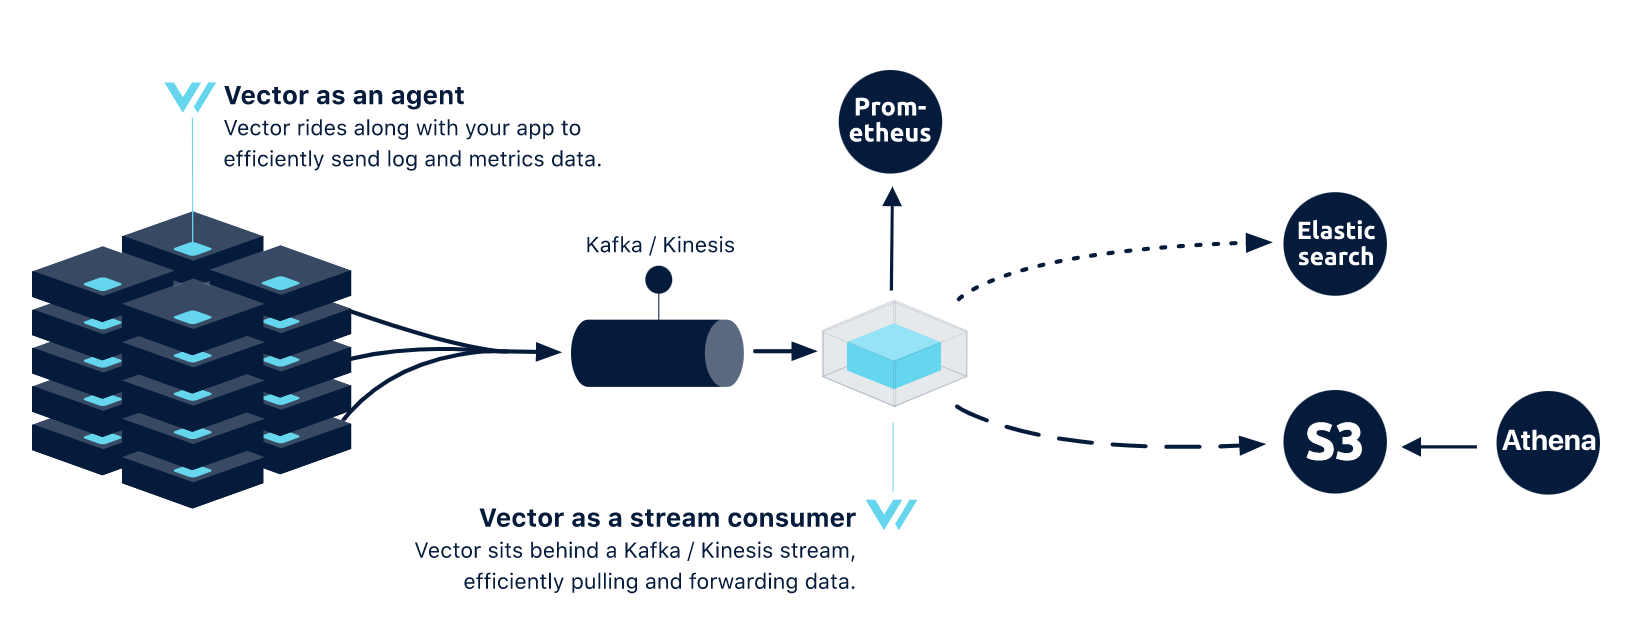 Vector as an agent
Vector rides along with your app to
efficiently send log and metrics data.
Kafka / Kinesis
Prom-
etheus
Elastic
search
S3
Athena
Vector as a stream consumer
Vector sits behind a Kafka / Kinesis stream,
efficiently pulling and forwarding data.